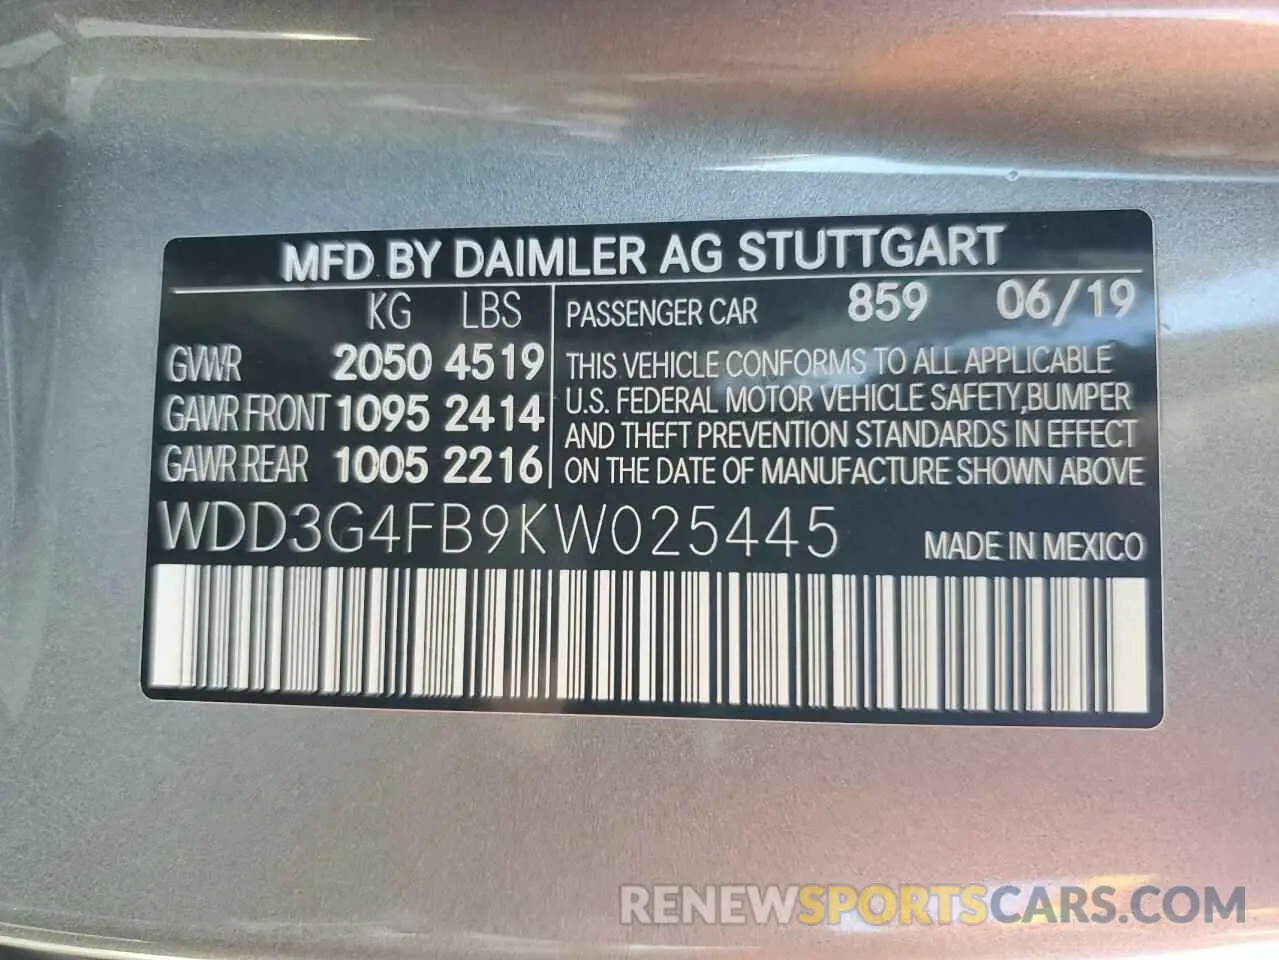 MFD BY DAIMLER AG STUTTGART
KG LBS
GVWR 2050 4519
GAWR FRONT 1095 2414
GAWR REAR 1005 2216
PASSENGER CAR 859 06/19
THIS VEHICLE CONFORMS TO ALL APPLICABLE
U.S. FEDERAL MOTOR VEHICLE SAFETY,BUMPER
AND THEFT PREVENTION STANDARDS IN EFFECT
ON THE DATE OF MANUFACTURE SHOWN ABOVE
WDD3G4FB9KW025445
MADE IN MEXICO
RENEWSPORTSCARS.COM